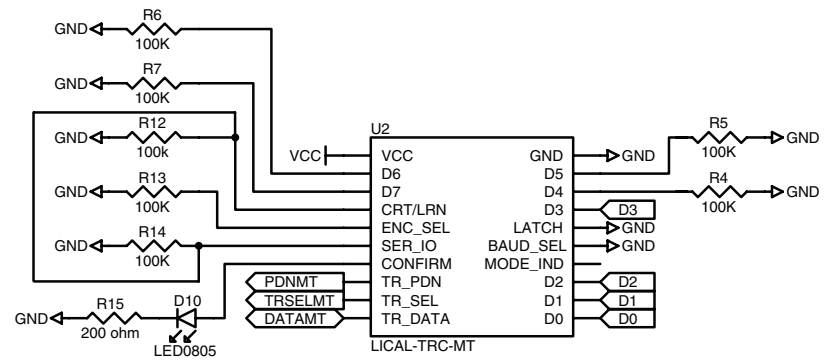 R6
GND
100K
R7
GND
100K
R12
GND
100k
R13
GND
100K
R14
GND
100K
R15
GND
200 ohm
D10
LED0805
U2
VCC
VCC
D6
D7
CRT/LRN
ENC_SEL
SER_IO
CONFIRM
PDNMT
TR_PDN
TRSELMT
TR_SEL
DATAMT
TR_DATA
LICAL-TRC-MT
GND
GND
D5
D4
D3
D3
LATCH
GND
BAUD_SEL
GND
MODE_IND
D2
D2
D1
D1
D0
D0
R5
GND
100K
R4
GND
100K